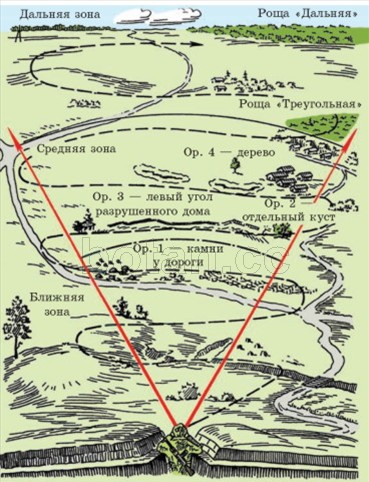 Дальняя зона
Роща «Дальняя»
Роща «Треугольная»
Средняя зона
Ор. 4 — дерево
Ор. 3 — левый угол
разрушенного дома
Ор. 2 —
отдельный куст
Ор. 1 — камни
у дороги
Ближняя
зона